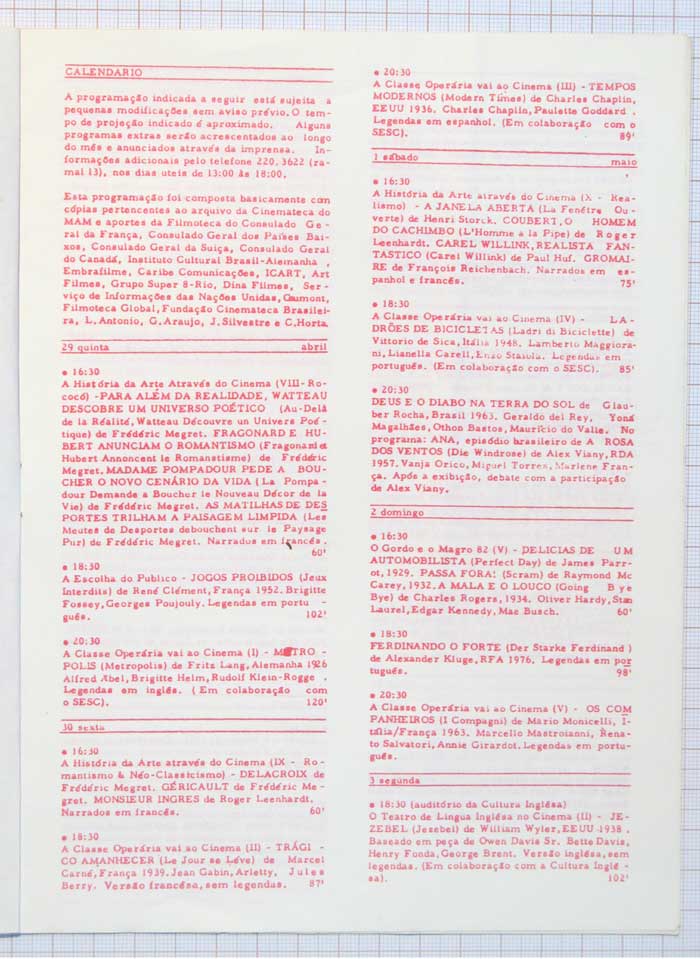 CALENDARIO
A programação indicada a seguir está sujeita a
pequenas modificações sem aviso prévio. O tem-
po de projeção indicado é aproximado. Alguns
programas extras serão acrescentados ao longo
do mês e anunciados através da imprensa. In-
formações adicionais pelo telefone 220.3622 (ra-
mal 13), nos dias uteis de 13:00 às 18:00.
Esta programação foi composta basicamente com
cópias pertencentes ao arquivo da Cinemateca do
MAM e aportes da Filmoteca do Consulado Ge-
ral da França, Consulado Geral dos Países Bai-
xos, Consulado Geral da Suiça, Consulado Geral
do Canadá, Instituto Cultural Brasil-Alemanha,
Embrafilme, Caribe Comunicações, ICART, Art
Filmes, Grupo Super 8-Rio, Dina Filmes, Ser-
viço de Informações das Nações Unidas, Gaumont,
Filmoteca Global, Fundação Cinemateca Brasilei-
ra, L. Antonio, G. Araujo, J. Silvestre e C. Horta.
29 quinta abril
• 16:30
A História da Arte Através do Cinema (VIII-Ro-
cocó) -PARA ALÉM DA REALIDADE, WATTEAU
DESCOBRE UM UNIVERSO POÉTICO (Au-Delà
de la Réalité, Watteau Découvre un Univers Poé-
tique) de Frédéric Megret. FRAGONARD E HU-
BERT ANUNCIAM O ROMANTISMO (Fragonard et
Hubert Annoncent le Romanstisme) de Frédéric
Megret. MADAME POMPADOUR PEDE A BOU-
CHER O NOVO CENÁRIO DA VIDA (La Pompa-
dour Demande a Boucher le Nouveau Décor de la
Vie) de Frédéric Megret. AS MATILHAS DE DES
PORTES TRILHAM A PAISAGEM LIMPIDA (Les
Meutes de Desportes debouchent sur le Paysage
Pur) de Frédéric Megret. Narrados em francês.
60'
• 18:30
A Escolha do Publico - JOGOS PROIBIDOS (Jeux
Interdits) de René Clément, França 1952. Brigitte
Fossey, Georges Poujouly. Legendas em portu -
guês. 102'
• 20:30
A Classe Operária vai ao Cinema (I) - METRO -
POLIS (Metropolis) de Fritz Lang, Alemanha 1926
Alfred Abel, Brigitte Helm, Rudolf Klein-Rogge .
Legendas em inglês. (Em colaboração com
o SESC). 120'
30 sexta
• 16:30
A História da Arte através do Cinema (IX - Ro-
mantismo & Néo-Classicismo) - DELACROIX de
Frédéric Megret. GÉRICAULT de Frédéric Me -
gret. MONSIEUR INGRES de Roger Leenhardt.
Narrados em francês. 60'
• 18:30
A Classe Operária vai ao Cinema (II) - TRÁGI -
CO AMANHECER (Le Jour se Léve) de Marcel
Carné, França 1939. Jean Gabin, Arletty, Jules
Berry. Versão francêsa, sem legendas. 87'
• 20:30
A Classe Operária vai ao Cinema (III) - TEMPOS
MODERNOS (Modern Times) de Charles Chaplin,
EEUU 1936. Charles Chaplin, Paulette Goddard .
Legendas em espanhol. (Em colaboração com o
SESC). 89'
1 sábado maio
• 16:30
A História da Arte através do Cinema (X - Rea-
lismo) - A JANELA ABERTA (La Fenêtre Ou-
verte) de Henri Storck. COUBERT, O HOMEM
DO CACHIMBO (L'Homme a la Pipe) de Roger
Leenhardt. CAREL WILLINK, REALISTA FAN-
TASTICO (Carel Willink) de Paul Huf. GROMAI-
RE de François Reichenbach. Narrados em es-
panhol e francês. 75'
• 18:30
A Classe Operária vai ao Cinema (IV) - LA-
DRÕES DE BICICLETAS (Ladri di Biciclette) de
Vittorio de Sica, Itália 1948. Lamberto Maggiora-
ni, Lianella Carell, Enzo Staiola. Legendas em
português. (Em colaboração com o SESC). 85'
• 20:30
DEUS E O DIABO NA TERRA DO SOL de Glau-
ber Rocha, Brasil 1963. Geraldo del Rey, Yoná
Magalhães, Othon Bastos, Maurício do Valle. No
programa: ANA, episódio brasileiro de A ROSA
DOS VENTOS (Die Windrose) de Alex Viany, RDA
1957. Vanja Orico, Miguel Torres, Marlene Fran-
ça. Após a exibição, debate com a participação
de Alex Viany.
2 domingo
• 16:30
O Gordo e o Magro 82 (V) - DELICIAS DE UM
AUTOMOBILISTA (Perfect Day) de James Parr-
ot, 1929. PASSA FORA! (Scram) de Raymond Mc
Carey, 1932. A MALA E O LOUCO (Going Bye
Bye) de Charles Rogers, 1934. Oliver Hardy, Stan
Laurel, Edgar Kennedy, Mae Busch. 60'
• 18:30
FERDINANDO O FORTE (Der Starke Ferdinand)
de Alexander Kluge, RFA 1976. Legendas em por
tuguês. 98'
• 20:30
A Classe Operária vai ao Cinema (V) - OS COM
PANHEIROS (I Compagni) de Mario Monicelli, I-
tália/França 1963. Marcello Mastroianni, Rena-
to Salvatori, Annie Girardot. Legendas em portu-
guês.
3 segunda
• 18:30 (auditório da Cultura Inglêsa)
O Teatro de Lingua Inglêsa no Cinema (II) - JE-
ZEBEL (Jezebel) de William Wyler, EEUU 1938 .
Baseado em peça de Owen Davis Sr. Bette Davis,
Henry Fonda, George Brent. Versão inglêsa, sem
legendas. (Em colaboração com a Cultura Inglê -
sa). 102'